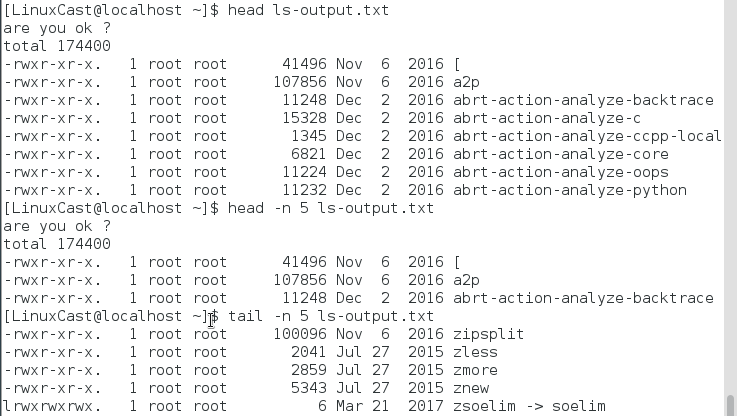 [LinuxCast@localhost ~]$ head ls-output.txt
are you ok ?
total 174400
-rwxr-xr-x.   1 root root      41496 Nov  6  2016 [
-rwxr-xr-x.   1 root root     107856 Nov  6  2016 a2p
-rwxr-xr-x.   1 root root      11248 Dec  2  2016 abrt-action-analyze-backtrace
-rwxr-xr-x.   1 root root      15328 Dec  2  2016 abrt-action-analyze-c
-rwxr-xr-x.   1 root root       1345 Dec  2  2016 abrt-action-analyze-ccpp-local
-rwxr-xr-x.   1 root root       6821 Dec  2  2016 abrt-action-analyze-core
-rwxr-xr-x.   1 root root      11224 Dec  2  2016 abrt-action-analyze-oops
-rwxr-xr-x.   1 root root      11232 Dec  2  2016 abrt-action-analyze-python
[LinuxCast@localhost ~]$ head -n 5 ls-output.txt
are you ok ?
total 174400
-rwxr-xr-x.   1 root root      41496 Nov  6  2016 [
-rwxr-xr-x.   1 root root     107856 Nov  6  2016 a2p
-rwxr-xr-x.   1 root root      11248 Dec  2  2016 abrt-action-analyze-backtrace
[LinuxCast@localhost ~]$ tail -n 5 ls-output.txt
-rwxr-xr-x.   1 root root     100096 Nov  6  2016 zipsplit
-rwxr-xr-x.   1 root root       2041 Jul 27  2015 zless
-rwxr-xr-x.   1 root root       2859 Jul 27  2015 zmore
-rwxr-xr-x.   1 root root       5343 Jul 27  2015 znew
lrwxrwxrwx.   1 root root          6 Mar 21  2017 zsoelim -> soelim